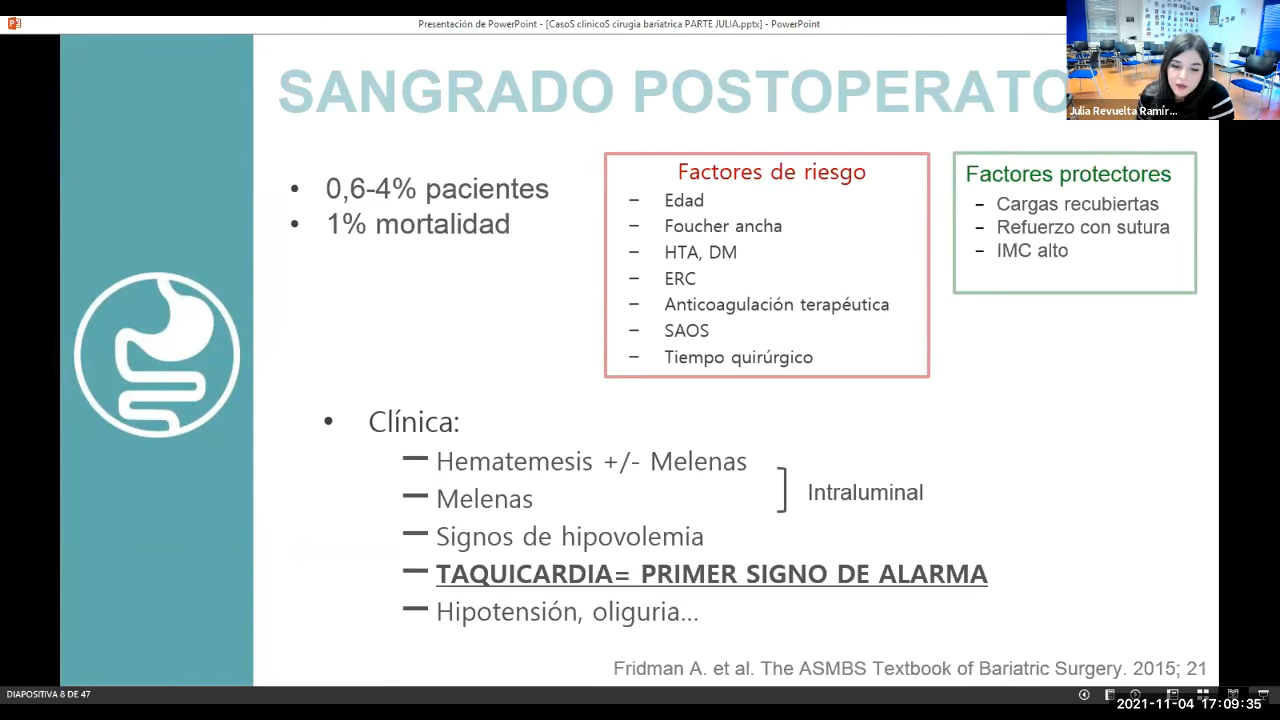 Presentación de PowerPoint - [CasoS clinicoS cirugia bariatrica PARTE JULIA.pptx] - PowerPoint
SANGRADO POSTOPERATO
Julia Revuelta Ramír...
• 0,6-4% pacientes
• 1% mortalidad
Factores de riesgo
– Edad
– Foucher ancha
– HTA, DM
– ERC
– Anticoagulación terapéutica
– SAOS
– Tiempo quirúrgico
Factores protectores
– Cargas recubiertas
– Refuerzo con sutura
– IMC alto
• Clínica:
— Hematemesis +/- Melenas
— Melenas
Intraluminal
— Signos de hipovolemia
— TAQUICARDIA= PRIMER SIGNO DE ALARMA
— Hipotensión, oliguria...
Fridman A. et al. The ASMBS Textbook of Bariatric Surgery. 2015; 21
DIAPOSITIVA 8 DE 47
2021-11-04 17:09:35